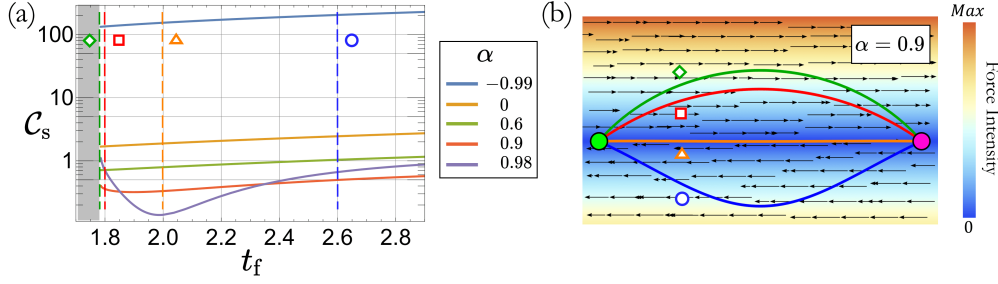 (a)
100
10
1
𝒞s
1.8 2.0 2.2 2.4 2.6 2.8
tf
α
−0.99
0
0.6
0.9
0.98
(b)
α = 0.9
Max
Force Intensity
0